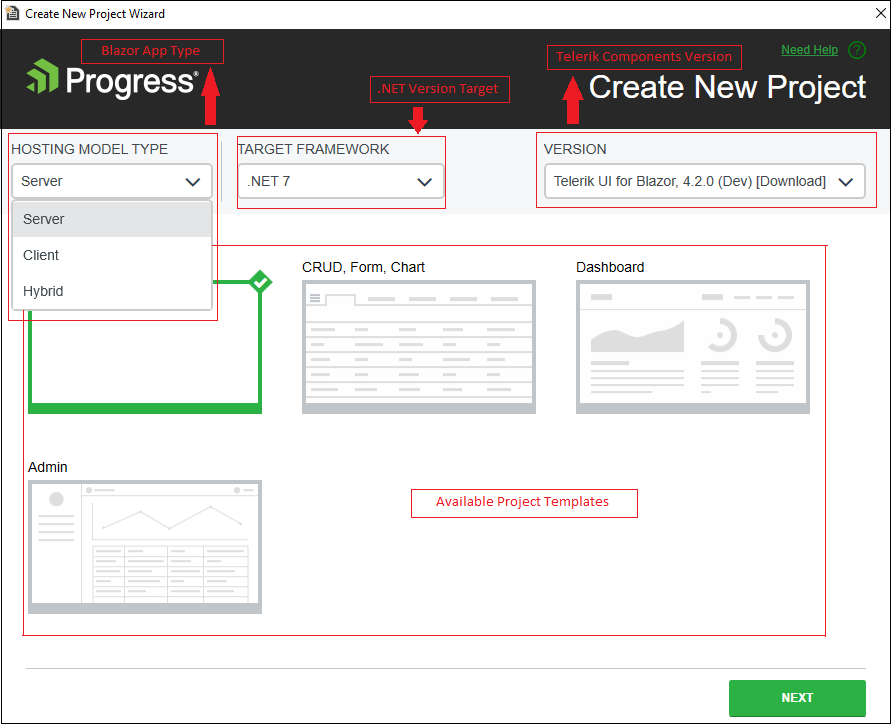 Create New Project Wizard
Blazor App Type
Telerik Components Version
Need Help ?
Progress®
.NET Version Target
Create New Project
HOSTING MODEL TYPE
TARGET FRAMEWORK
VERSION
Server
.NET 7
Telerik UI for Blazor, 4.2.0 (Dev) [Download]
Server
Client
Hybrid
CRUD, Form, Chart
Dashboard
Admin
Available Project Templates
NEXT